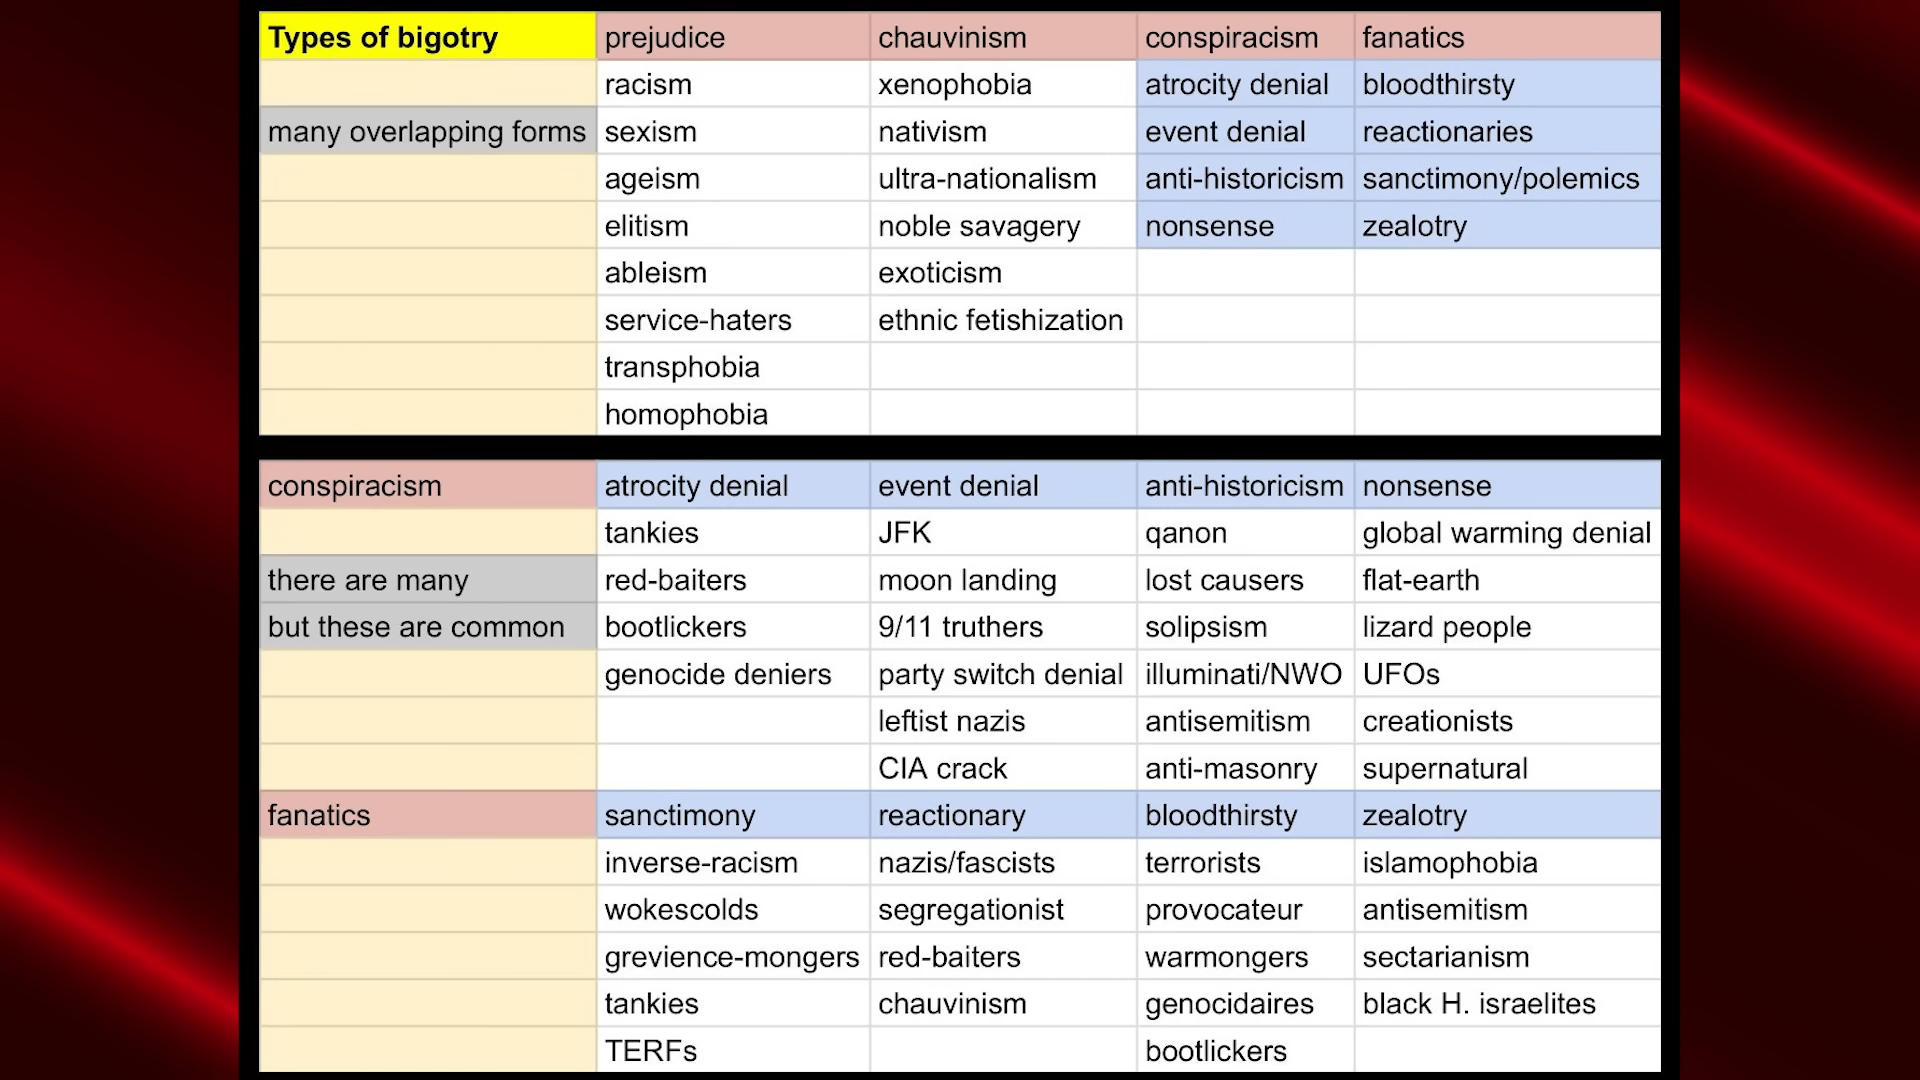 Types of bigotry prejudice chauvinism conspiracism fanatics
racism xenophobia atrocity denial bloodthirsty
many overlapping forms sexism nativism event denial reactionaries
ageism ultra-nationalism anti-historicism sanctimony/polemics
elitism noble savagery nonsense zealotry
ableism exoticism
service-haters ethnic fetishization
transphobia
homophobia
conspiracism atrocity denial event denial anti-historicism nonsense
tankies JFK qanon global warming denial
there are many red-baiters moon landing lost causers flat-earth
but these are common bootlickers 9/11 truthers solipsism lizard people
genocide deniers party switch denial illuminati/NWO UFOs
leftist nazis antisemitism creationists
CIA crack anti-masonry supernatural
fanatics sanctimony reactionary bloodthirsty zealotry
inverse-racism nazis/fascists terrorists islamophobia
wokescolds segregationist provocateur antisemitism
grevience-mongers red-baiters warmongers sectarianism
tankies chauvinism genocidaires black H. israelites
TERFs bootlickers